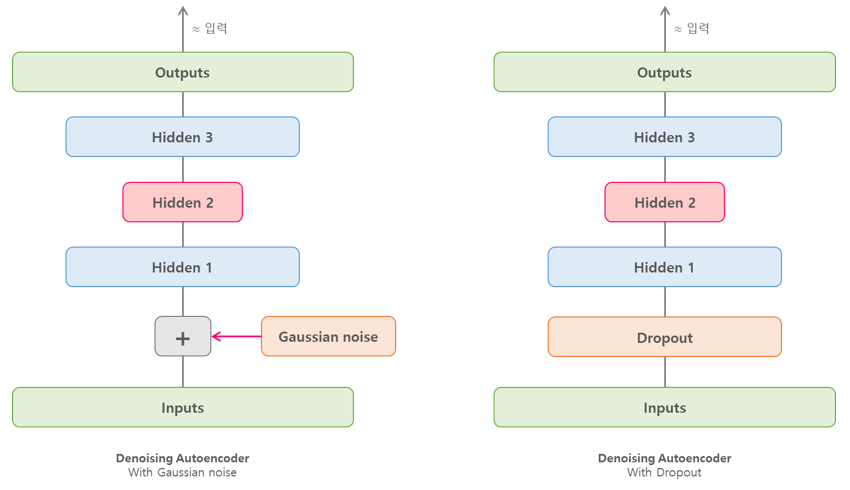 ≈ 입력
Outputs
Hidden 3
Hidden 2
Hidden 1
+
Gaussian noise
Inputs
Denoising Autoencoder
With Gaussian noise
≈ 입력
Outputs
Hidden 3
Hidden 2
Hidden 1
Dropout
Inputs
Denoising Autoencoder
With Dropout